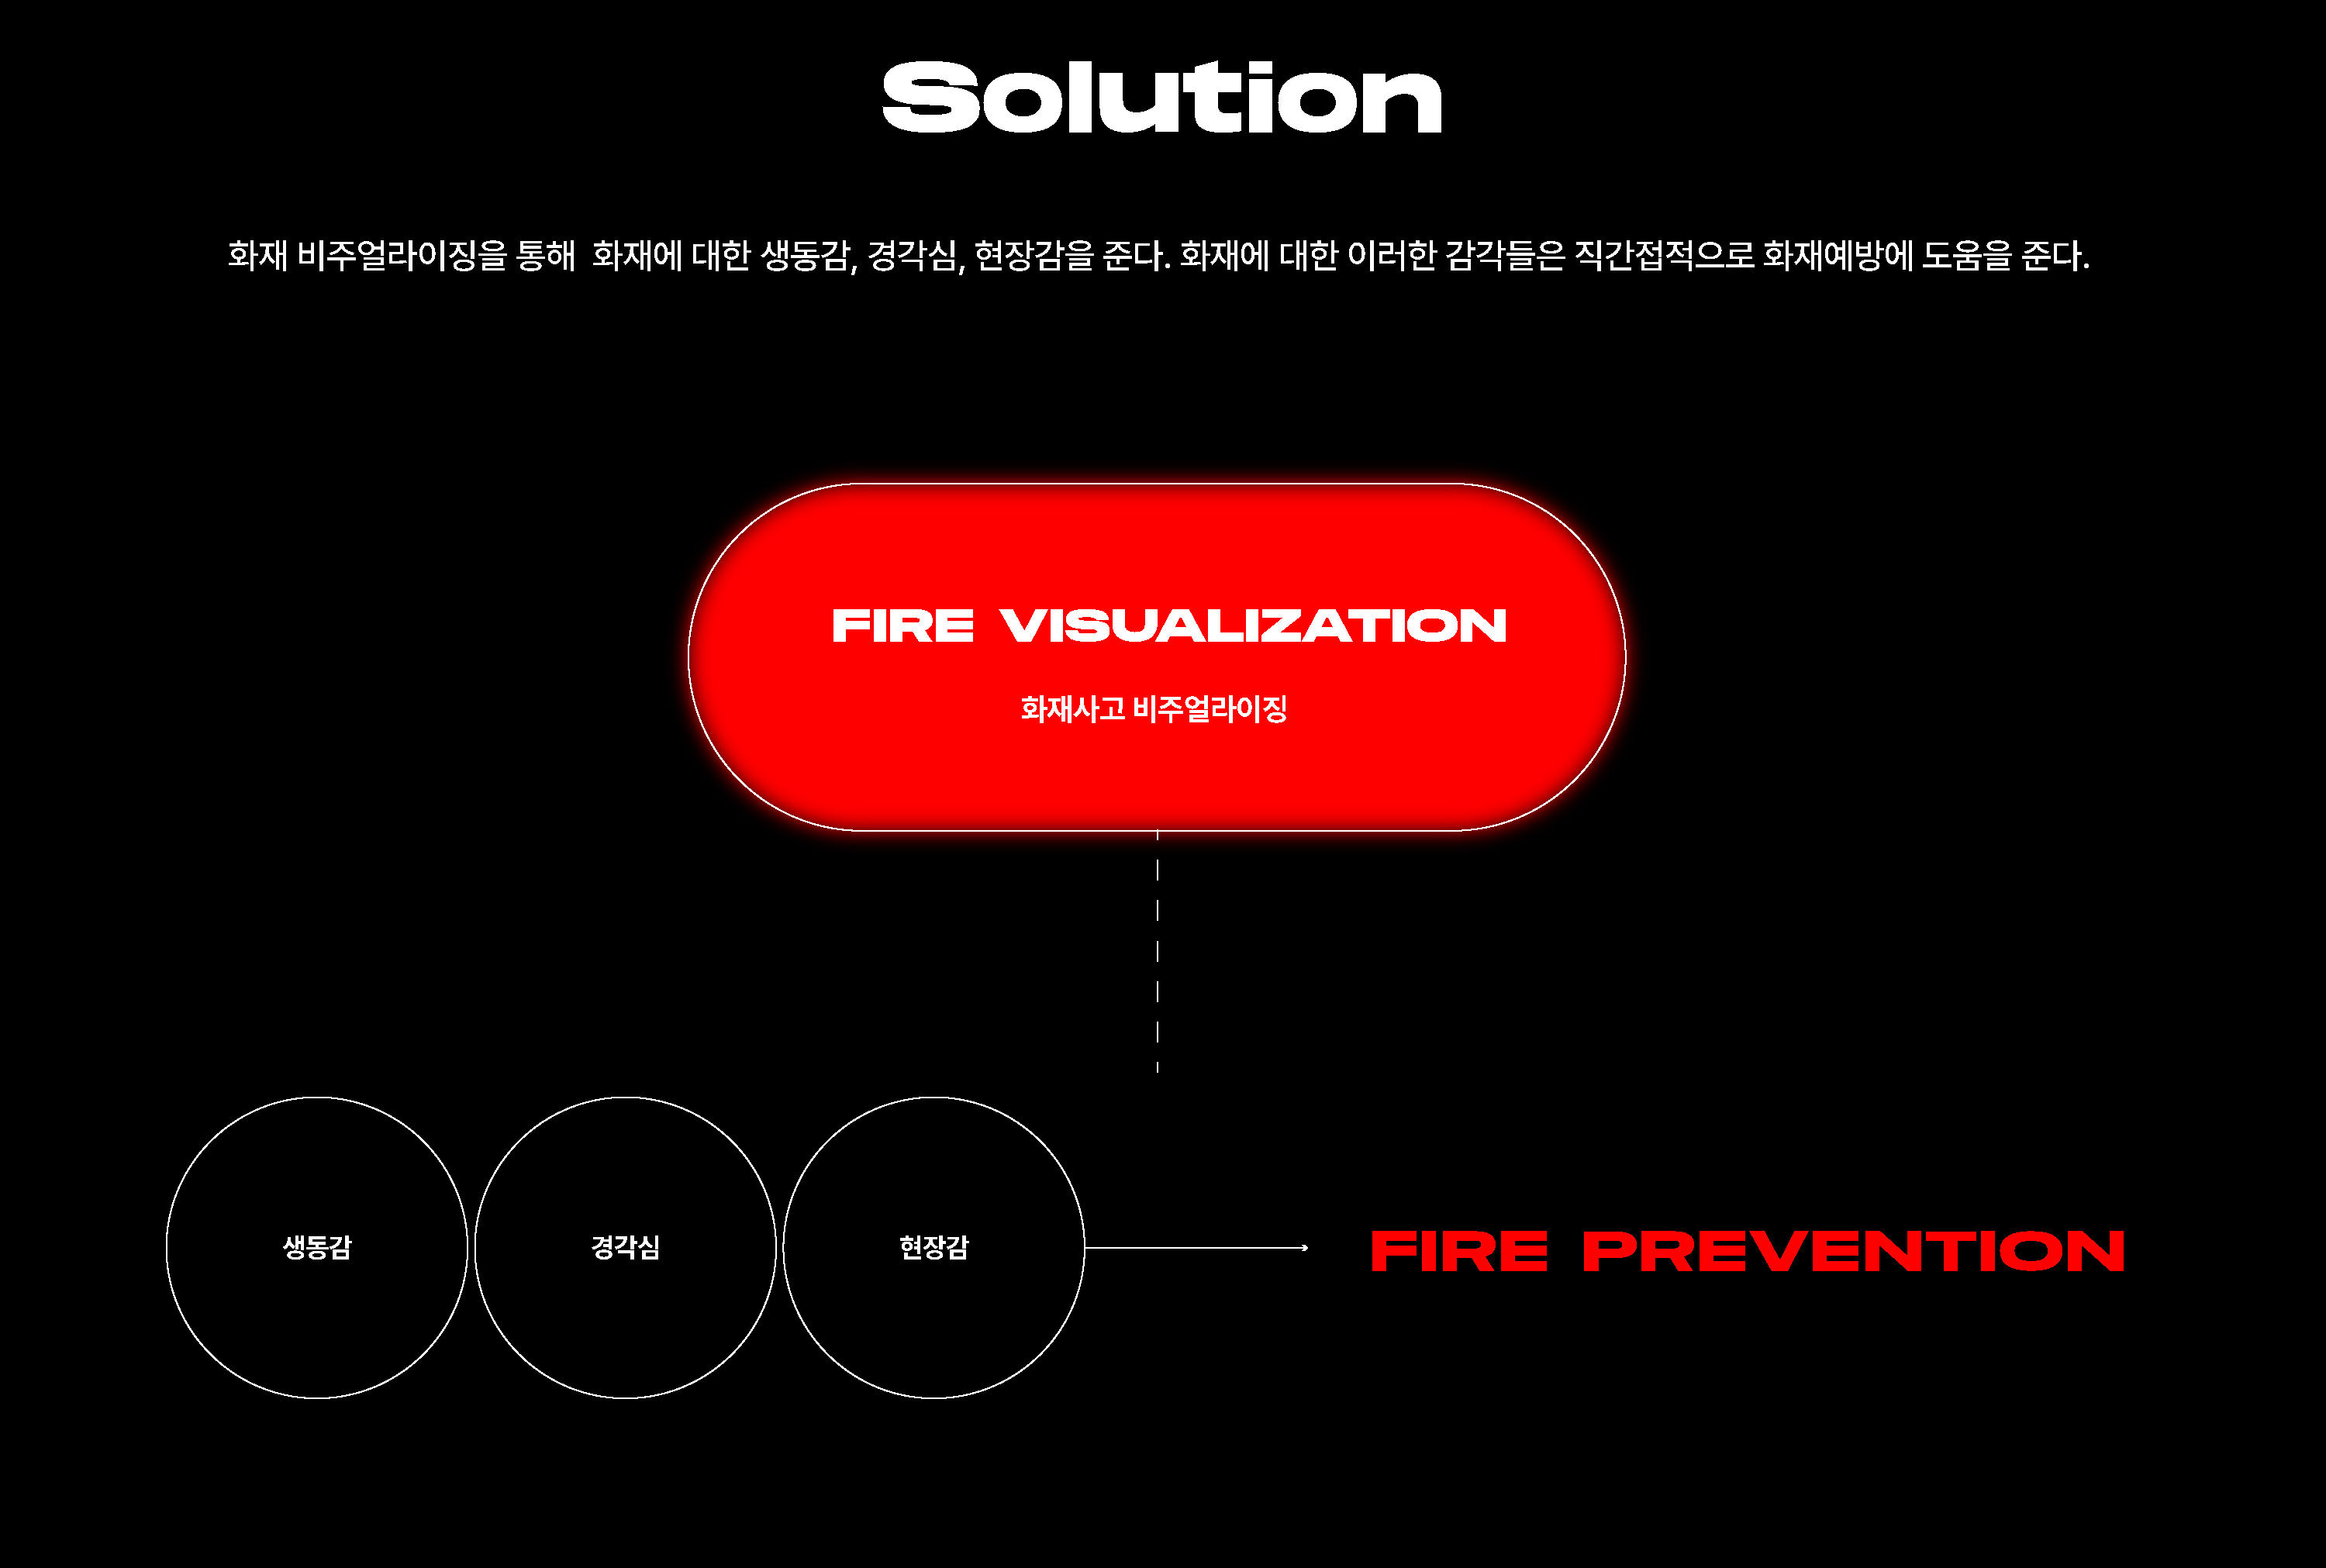 Solution
화재 비주얼라이징을 통해 화재에 대한 생동감, 경각심, 현장감을 준다. 화재에 대한 이러한 감각들은 직간접적으로 화재예방에 도움을 준다.
FIRE VISUALIZATION
화재사고 비주얼라이징
생동감
경각심
현장감
FIRE PREVENTION